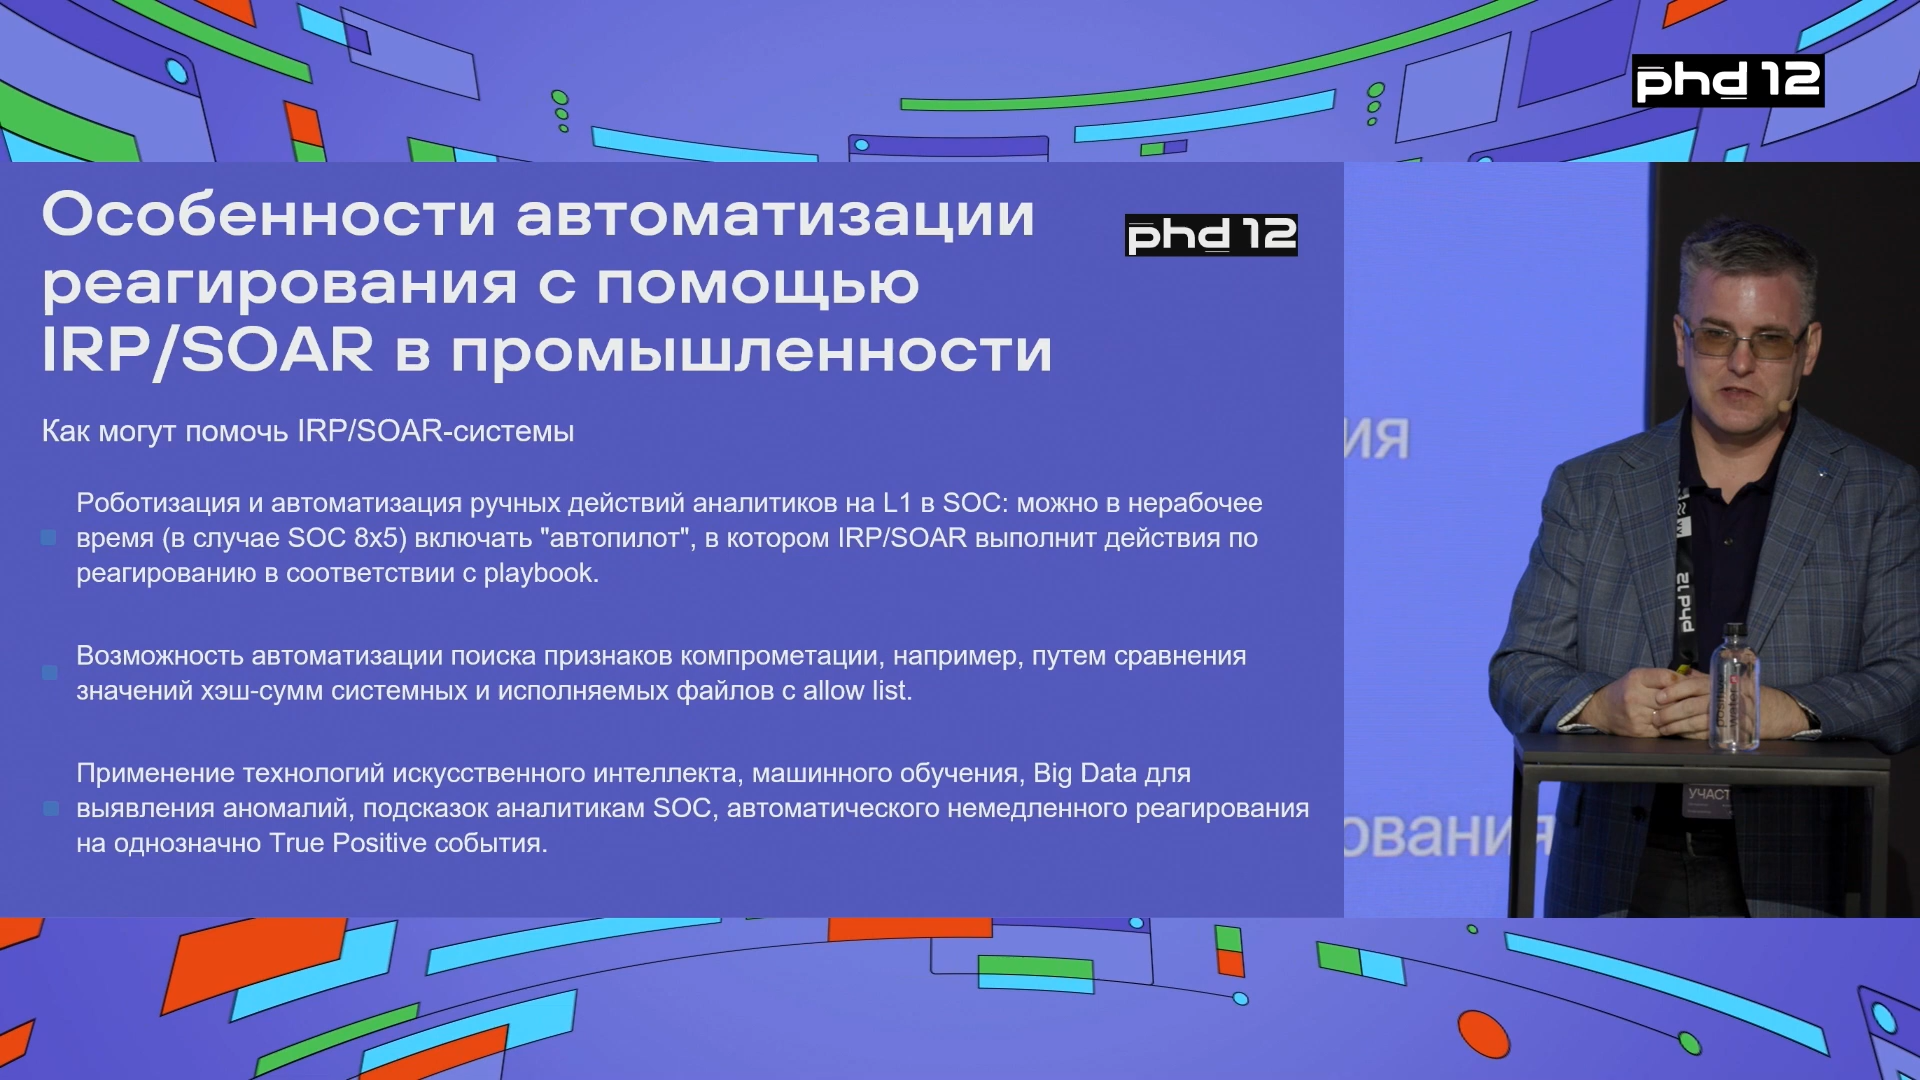 phd 12
Особенности автоматизации
реагирования с помощью
IRP/SOAR в промышленности
phd 12
Как могут помочь IRP/SOAR-системы
Роботизация и автоматизация ручных действий аналитиков на L1 в SOC: можно в нерабочее
время (в случае SOC 8x5) включать "автопилот", в котором IRP/SOAR выполнит действия по
реагированию в соответствии с playbook.
Возможность автоматизации поиска признаков компрометации, например, путем сравнения
значений хэш-сумм системных и исполняемых файлов с allow list.
Применение технологий искусственного интеллекта, машинного обучения, Big Data для
выявления аномалий, подсказок аналитикам SOC, автоматического немедленного реагирования
на однозначно True Positive события.
ия
ования
phd 12
positive
water
УЧАСТ